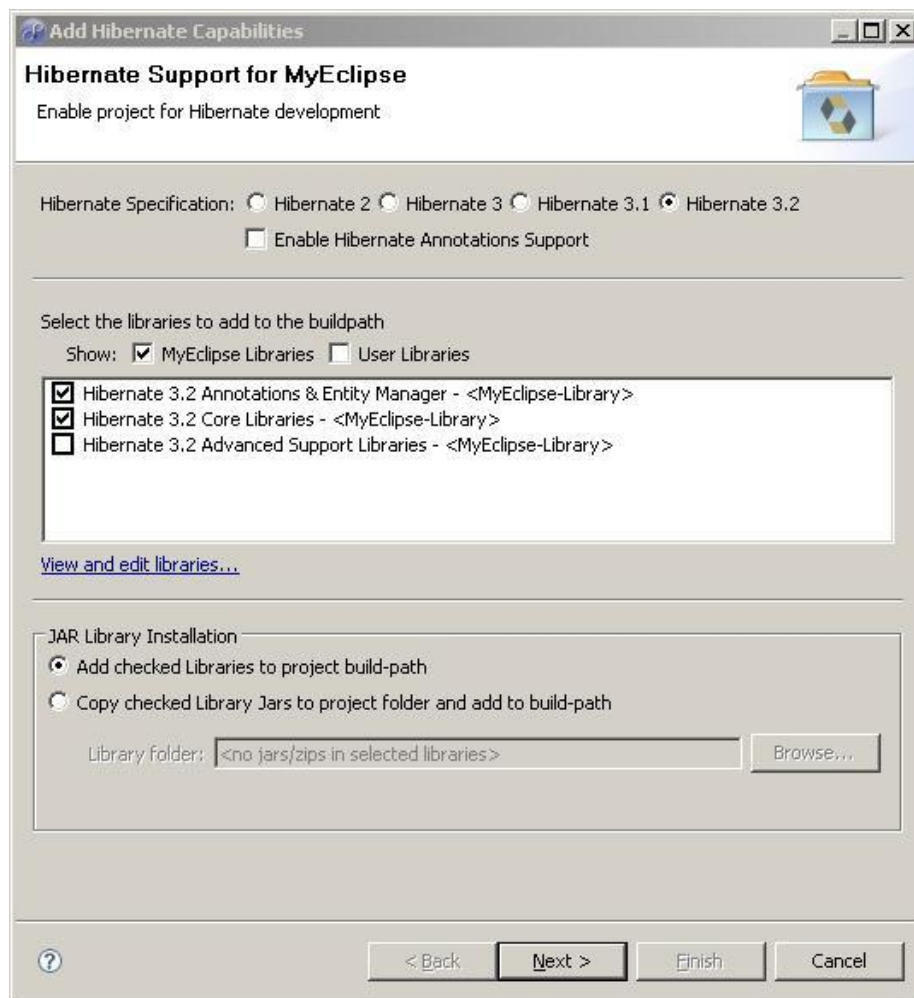 Add Hibernate Capabilities
Hibernate Support for MyEclipse
Enable project for Hibernate development
Hibernate Specification: Hibernate 2 Hibernate 3 Hibernate 3.1 Hibernate 3.2
Enable Hibernate Annotations Support
Select the libraries to add to the buildpath
Show: MyEclipse Libraries User Libraries
Hibernate 3.2 Annotations & Entity Manager - <MyEclipse-Library>
Hibernate 3.2 Core Libraries - <MyEclipse-Library>
Hibernate 3.2 Advanced Support Libraries - <MyEclipse-Library>
View and edit libraries...
JAR Library Installation
Add checked Libraries to project build-path
Copy checked Library Jars to project folder and add to build-path
Library folder: <no jars/zips in selected libraries> Browse...
? < Back Next > Finish Cancel